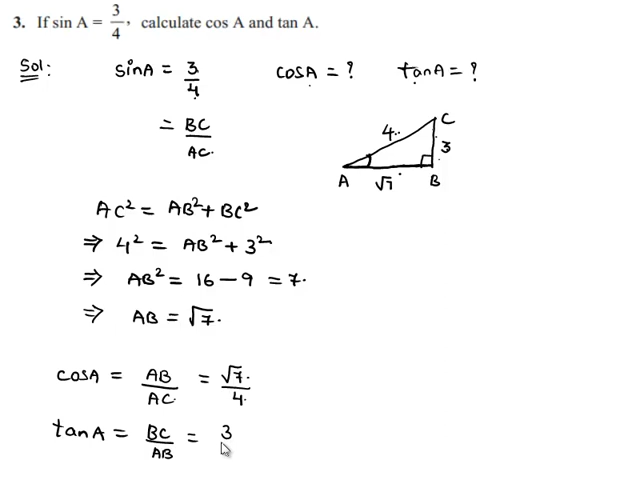 3. If sin A = 3/4, calculate cos A and tan A.
Sol: sinA = 3/4 cosA = ? tanA = ?
= BC/AC
C
4 3
A √7 B
AC² = AB² + BC²
⇒ 4² = AB² + 3²
⇒ AB² = 16 – 9 = 7.
⇒ AB = √7.
cosA = AB/AC = √7/4.
tanA = BC/AB = 3